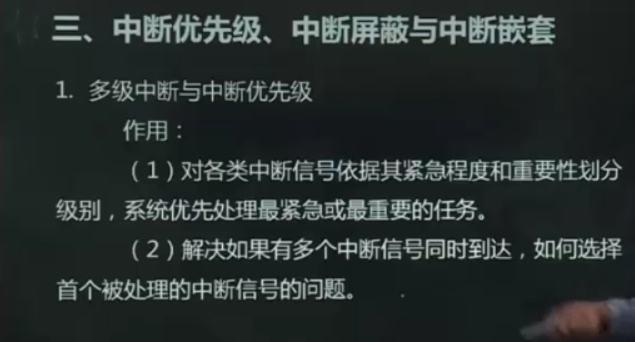 三、中断优先级、中断屏蔽与中断嵌套
1. 多级中断与中断优先级
作用：
（1）对各类中断信号依据其紧急程度和重要性划分
级别，系统优先处理最紧急或最重要的任务。
（2）解决如果有多个中断信号同时到达，如何选择
首个被处理的中断信号的问题。